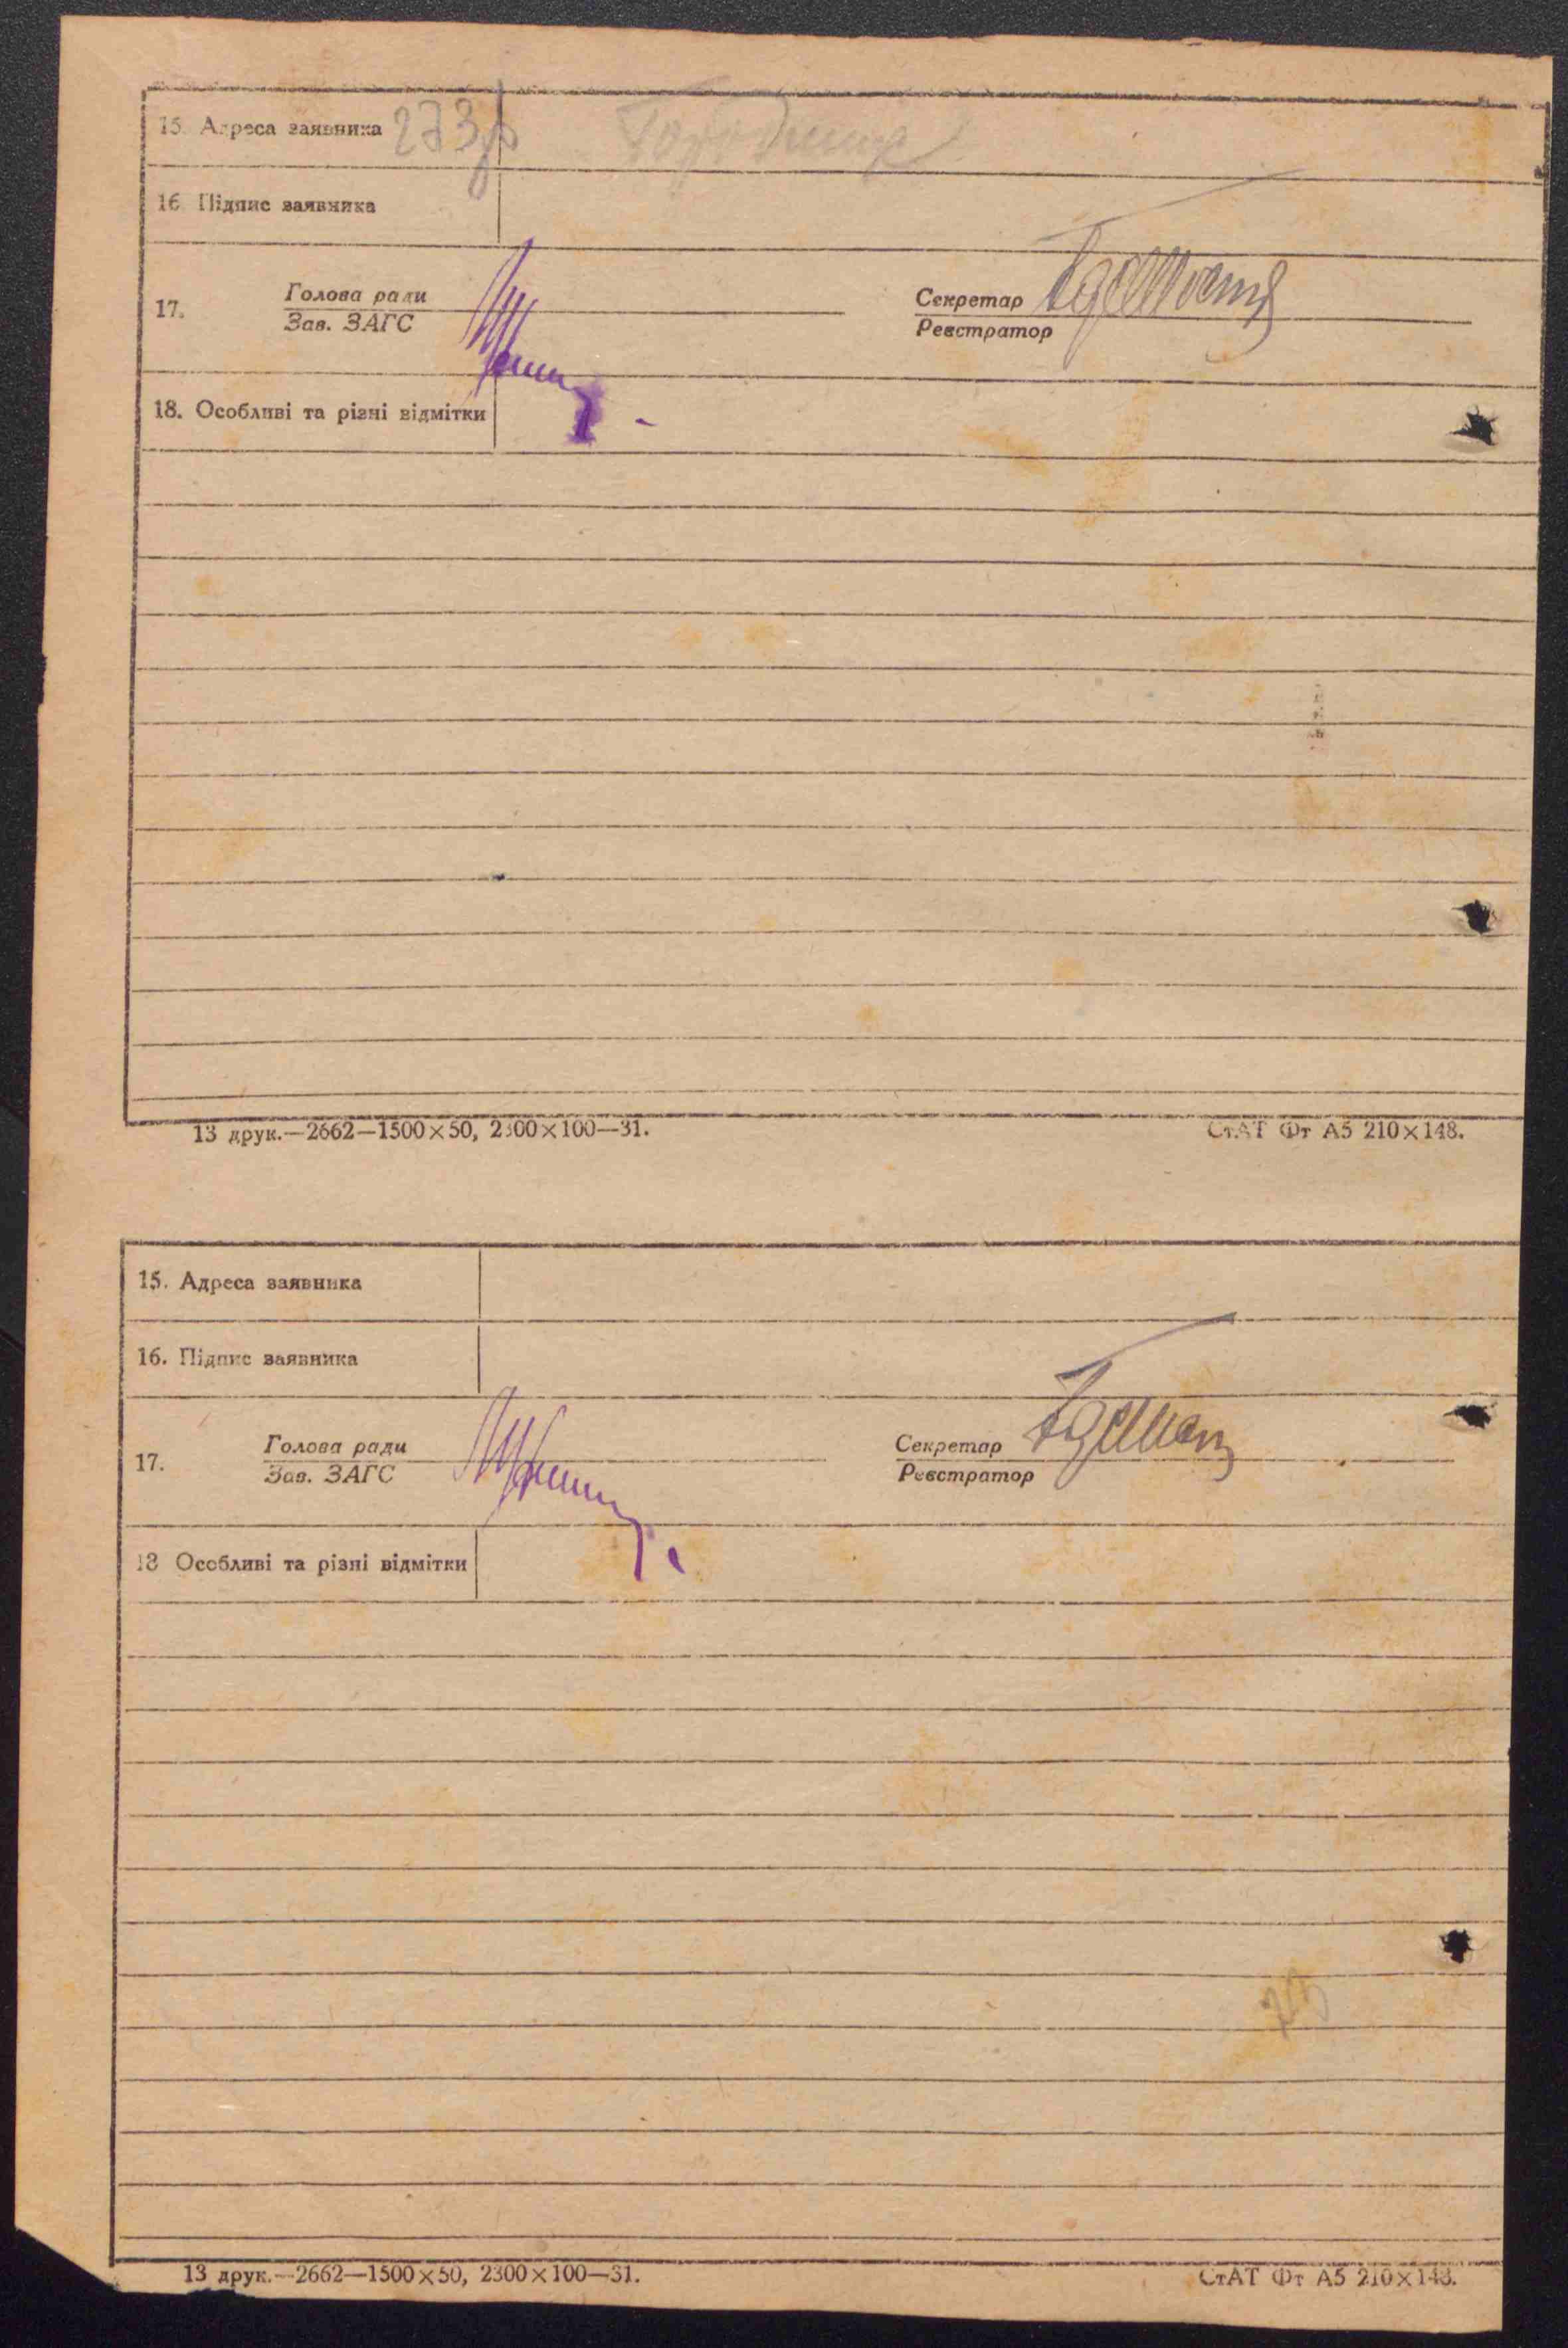 15. Адреса заявника 273р
16. Підпис заявника
17. Голова ради Секретар
Зав. ЗАГС Реєстратор
18. Особливі та різні відмітки
13 друк.—2662—1500×50, 2300×100—31. СтАТ Фт А5 210×148.
15. Адреса заявника
16. Підпис заявника
17. Голова ради Секретар
Зав. ЗАГС Реєстратор
18 Особливі та різні відмітки
13 друк.—2662—1500×50, 2300×100—31. СтАТ Фт А5 210×148.